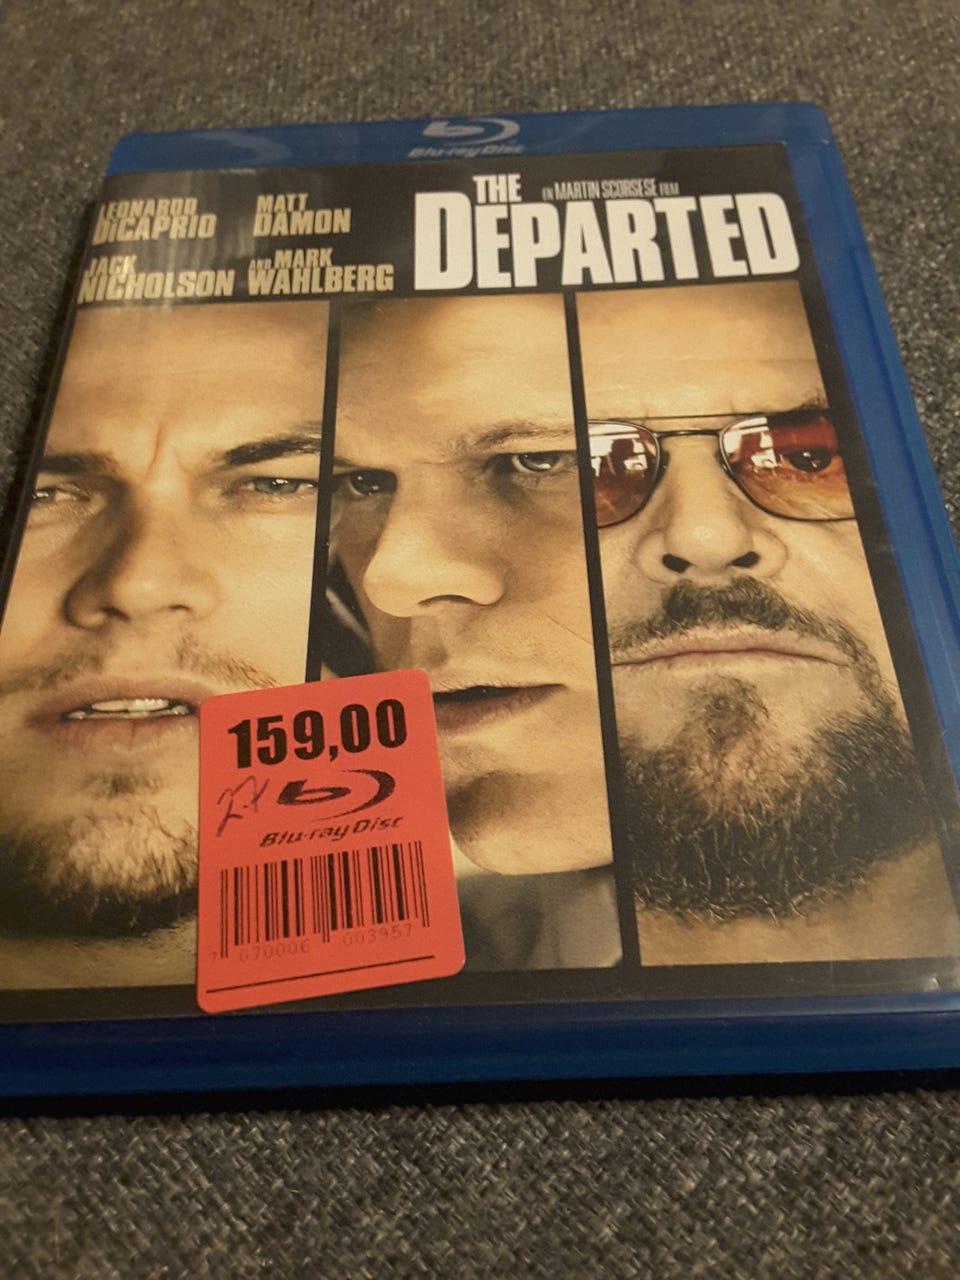 Blu-ray Disc
LEONARDO DiCAPRIO
MATT DAMON
JACK NICHOLSON
AND MARK WAHLBERG
THE
EN MARTIN SCORSESE FILM
DEPARTED
159,00
Blu-ray Disc
7 070006 003957